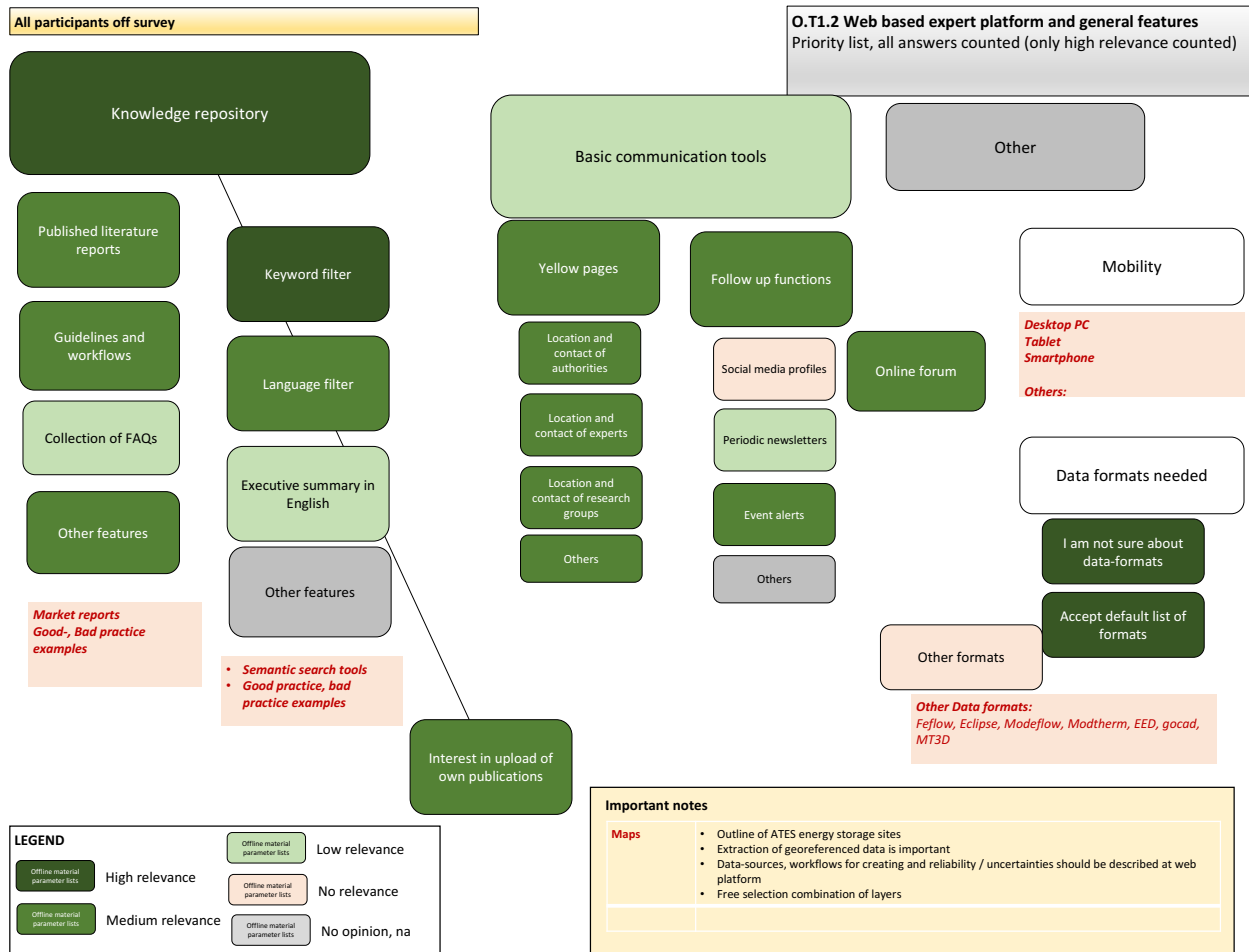 All participants off survey
O.T1.2 Web based expert platform and general features
Priority list, all answers counted (only high relevance counted)
Knowledge repository
Basic communication tools
Other
Published literature
reports
Keyword filter
Yellow pages
Follow up functions
Mobility
Guidelines and
workflows
Language filter
Location and
contact of
authorities
Social media profiles
Online forum
Desktop PC
Tablet
Smartphone
Others:
Collection of FAQs
Executive summary in
English
Location and
contact of experts
Periodic newsletters
Data formats needed
Other features
Location and
contact of research
groups
Event alerts
I am not sure about
data-formats
Other features
Others
Others
Accept default list of
formats
Market reports
Good-, Bad practice
examples
• Semantic search tools
• Good practice, bad
practice examples
Other formats
Other Data formats:
Feflow, Eclipse, Modeflow, Modtherm, EED, gocad,
MT3D
Interest in upload of
own publications
LEGEND
Offline material
parameter lists
High relevance
Offline material
parameter lists
Medium relevance
Offline material
parameter lists
Low relevance
Offline material
parameter lists
No relevance
Offline material
parameter lists
No opinion, na
Important notes
Maps
• Outline of ATES energy storage sites
• Extraction of georeferenced data is important
• Data-sources, workflows for creating and reliability / uncertainties should be described at web
platform
• Free selection combination of layers